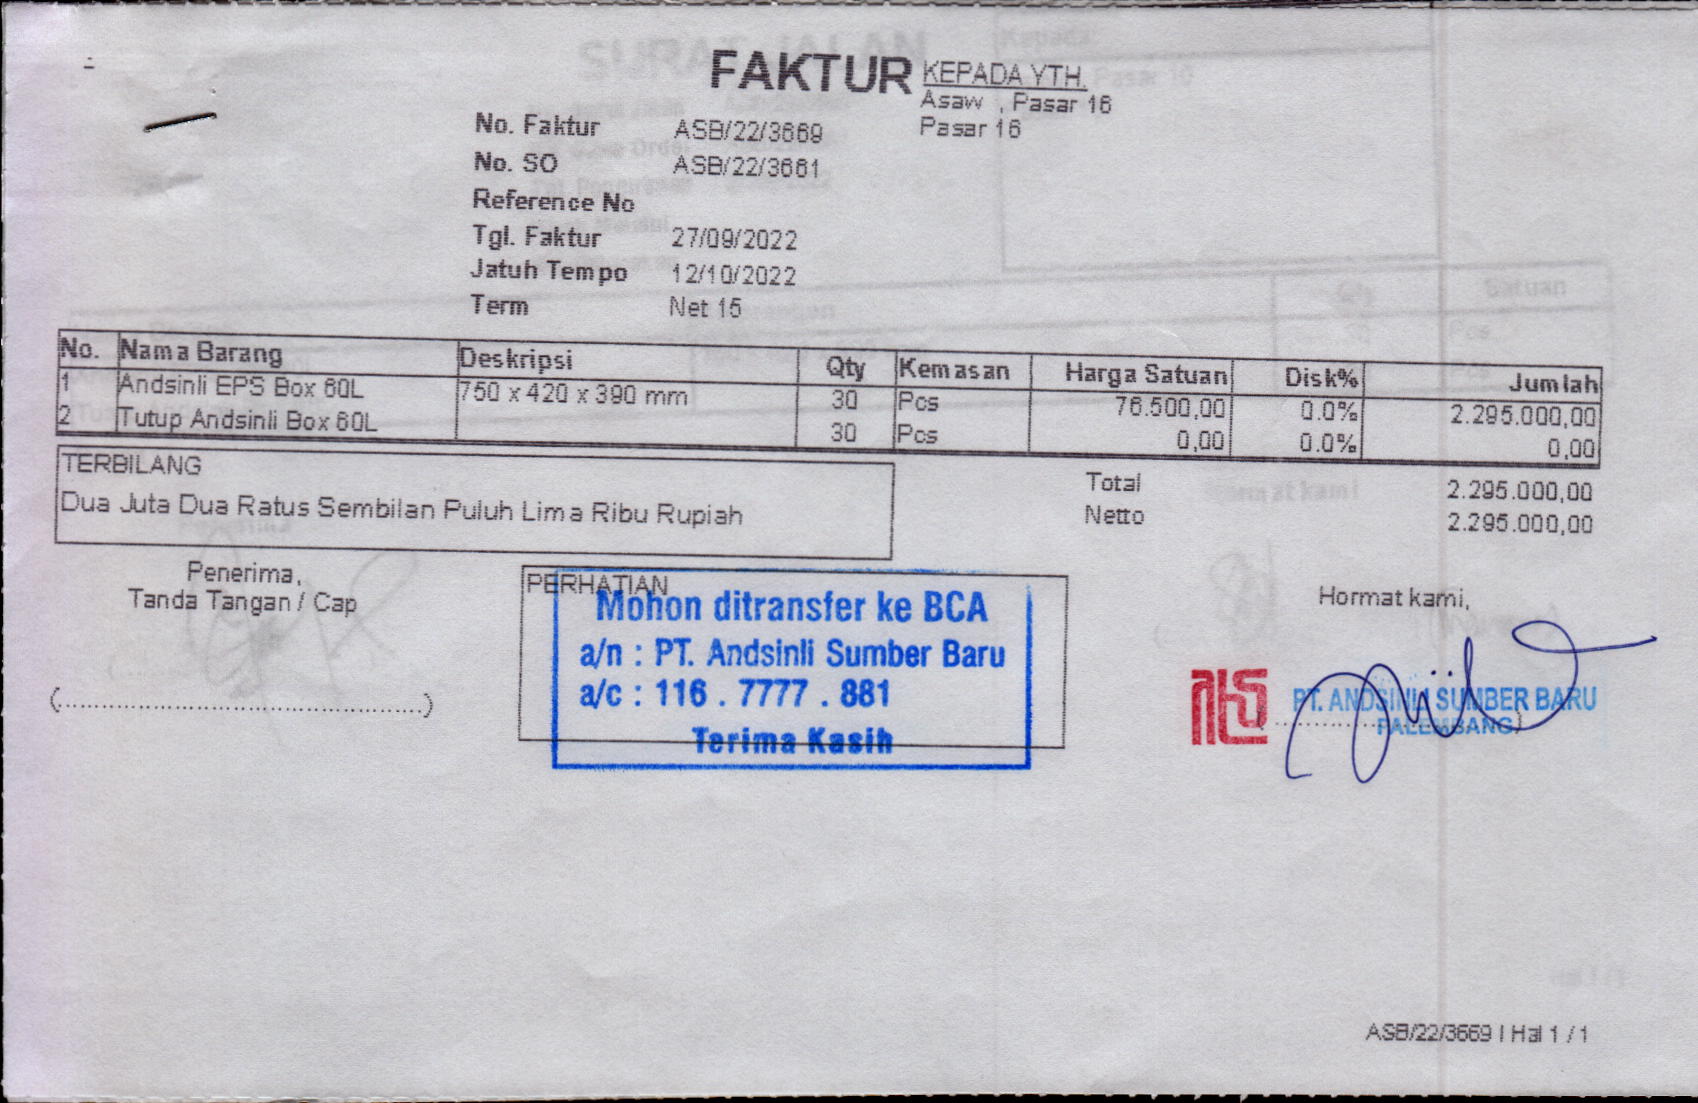 FAKTUR
KEPADA YTH.
Asaw , Pasar 16
Pasar 16
No. Faktur ASB/22/3669
No. SO ASB/22/3661
Reference No
Tgl. Faktur 27/09/2022
Jatuh Tempo 12/10/2022
Term Net 15
No. Nama Barang Deskripsi Qty Kemasan Harga Satuan Disk% Jumlah
1 Andsinli EPS Box 60L 750 x 420 x 390 mm 30 Pcs 76.500,00 0.0% 2.295.000,00
2 Tutup Andsinli Box 60L 30 Pcs 0,00 0.0% 0,00
TERBILANG
Dua Juta Dua Ratus Sembilan Puluh Lima Ribu Rupiah
Total 2.295.000,00
Netto 2.295.000,00
Penerima,
Tanda Tangan / Cap
(..........................................)
PERHATIAN
Mohon ditransfer ke BCA
a/n : PT. Andsinli Sumber Baru
a/c : 116 . 7777 . 881
Terima Kasih
Hormat kami,
PT. ANDSINLI SUMBER BARU
PALEMBANG
ASB/22/3669 | Hal 1 / 1